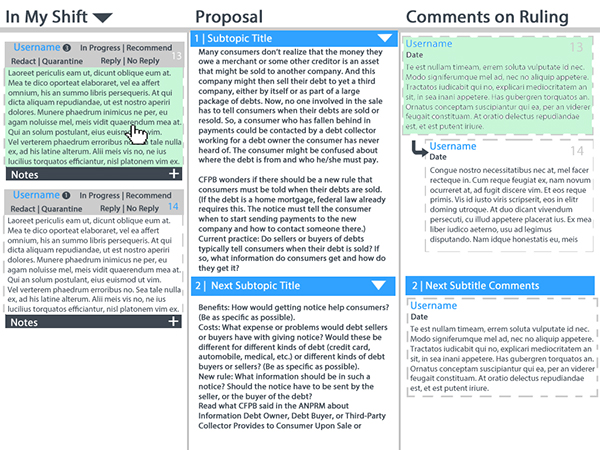 In My Shift
Username 3 In Progress | Recommend
Redact | Quarantine Reply | No Reply 13
Laoreet periculis eam ut, dicunt oblique eum at.
Mea te dico oporteat elaboraret, vel ea affert
omnium, his an summo libris persequeris. At qui
dicta aliquam repudiandae, ut est nostro aperiri
dolores. Munere phaedrum inimicus ne per, eu
agam noluisse mel, meis vidit quaerendum mea at.
Qui an solum postulant, eius euismod ut vim.
Vel verterem phaedrum erroribus no. Sea tale nulla
ex, ad his latine alterum. Alii meis vis no, ne ius
lucilius torquatos efficiantur, nisl platonem vim ex.
Notes +
Username 3 In Progress | Recommend
Redact | Quarantine Reply | No Reply 14
Laoreet periculis eam ut, dicunt oblique eum at.
Mea te dico oporteat elaboraret, vel ea affert
omnium, his an summo libris persequeris. At qui
dicta aliquam repudiandae, ut est nostro aperiri
dolores. Munere phaedrum inimicus ne per, eu
agam noluisse mel, meis vidit quaerendum mea at.
Qui an solum postulant, eius euismod ut vim.
Vel verterem phaedrum erroribus no. Sea tale nulla
ex, ad his latine alterum. Alii meis vis no, ne ius
lucilius torquatos efficiantur, nisl platonem vim ex.
Notes +
Proposal
1 | Subtopic Title
Many consumers don't realize that the money they
owe a merchant or some other creditor is an asset
that might be sold to another company. And this
company might then sell their debt to yet a third
company, either by itself or as part of a large
package of debts. Now, no one involved in the sale
has to tell consumers when their debts are sold or
resold. So, a consumer who has fallen behind in
payments could be contacted by a debt collector
working for a debt owner the consumer has never
heard of. The consumer might be confused about
where the debt is from and who he/she must pay.
CFPB wonders if there should be a new rule that
consumers must be told when their debts are sold.
(If the debt is a home mortgage, federal law already
requires this. The notice must tell the consumer
when to start sending payments to the new
company and how to contact someone there.)
Current practice: Do sellers or buyers of debts
typically tell consumers when their debt is sold? If
so, what information do consumers get and how do
they get it?
2 | Next Subtopic Title
Benefits: How would getting notice help consumers?
(Be as specific as possible).
Costs: What expense or problems would debt sellers
or buyers have with giving notice? Would these be
different for different kinds of debt (credit card,
automobile, medical, etc.) or different kinds of debt
buyers or sellers? (Be as specific as possible).
New rule: What information should be in such a
notice? Should the notice have to be sent by the
seller, or the buyer of the debt?
Read what CFPB said in the ANPRM about
Information Debt Owner, Debt Buyer, or Third-Party
Collector Provides to Consumer Upon Sale or
Comments on Ruling
Username 13
Date
Te est nullam timeam, errem soluta vulputate id nec.
Modo signiferumque mel ad, nec no aliquip appetere.
Tractatos iudicabit qui no, explicari mediocritatem an
sit, in sea inani appetere. Has gubergren torquatos an.
Ornatus conceptam suscipiantur qui ea, per an viderer
feugait constituam. At oratio delectus repudiandae
est, et est putent iriure.
Username 14
Date
Congue nostro necessitatibus nec at, mel facer
recteque in. Cum reque feugiat ex, nam novum
ocurreret at, ad fugit discere vim. Et eos reque
primis. Vis id iusto viris scripserit, eos in elitr
doming utroque. At duo dicant vivendum
persecuti, cu illud appetere placerat ius. Ex mea
liber iudico aeterno, usu ad legimus
disputando. Nam idque honestatis eu, meis
2 | Next Subtitle Comments
Username
Date
Te est nullam timeam, errem soluta vulputate id nec.
Modo signiferumque mel ad, nec no aliquip appetere.
Tractatos iudicabit qui no, explicari mediocritatem an
sit, in sea inani appetere. Has gubergren torquatos an.
Ornatus conceptam suscipiantur qui ea, per an viderer
feugait constituam. At oratio delectus repudiandae
est, et est putent iriure.